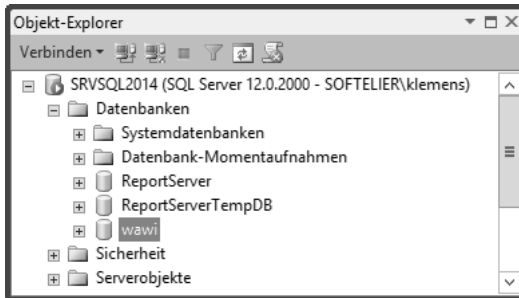 Objekt-Explorer
Verbinden
SRVSQL2014 (SQL Server 12.0.2000 - SOFTELIER\klemens)
Datenbanken
Systemdatenbanken
Datenbank-Momentaufnahmen
ReportServer
ReportServerTempDB
wawi
Sicherheit
Serverobjekte